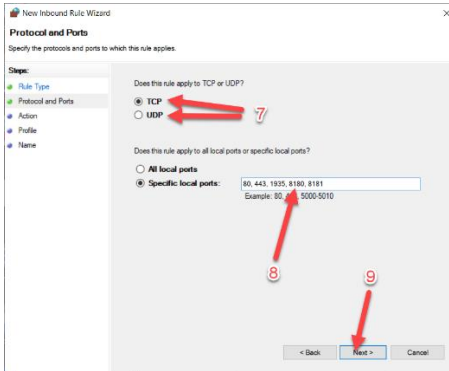 New Inbound Rule Wizard
Protocol and Ports
Specify the protocols and ports to which this rule applies.
Steps:
Rule Type
Protocol and Ports
Action
Profile
Name
Does this rule apply to TCP or UDP?
TCP
UDP
7
Does this rule apply to all local ports or specific local ports?
All local ports
Specific local ports:
80, 443, 1935, 8180, 8181
Example: 80, 5000-5010
8
9
< Back
Next >
Cancel